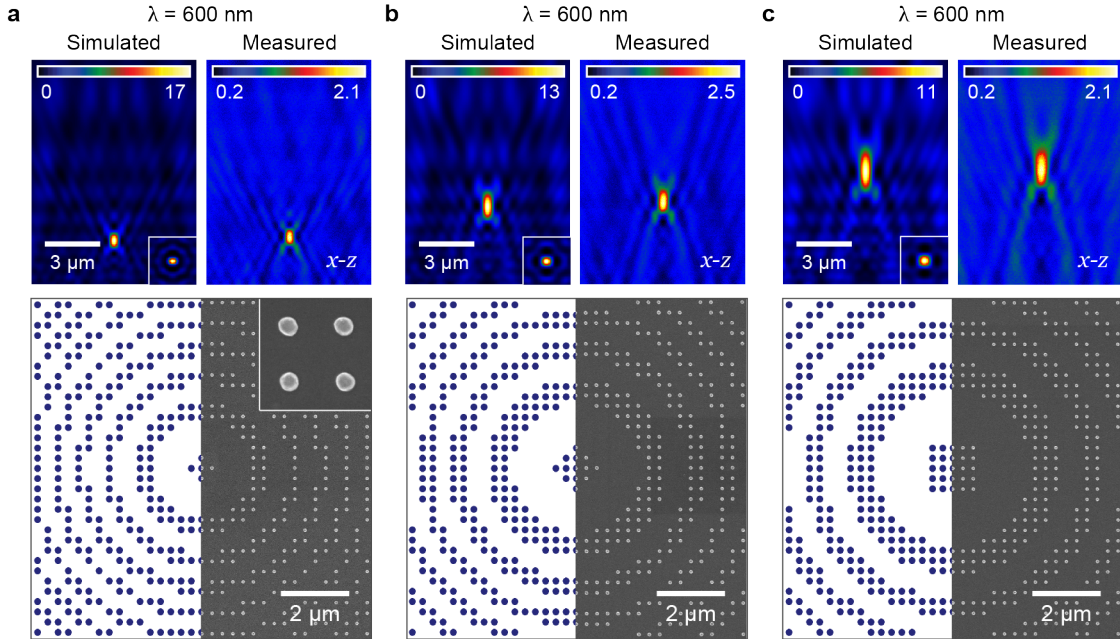 a
λ = 600 nm
Simulated Measured
0 17
0.2 2.1
3 µm
x-z
2 µm
b
λ = 600 nm
Simulated Measured
0 13
0.2 2.5
3 µm
x-z
2 µm
c
λ = 600 nm
Simulated Measured
0 11
0.2 2.1
3 µm
x-z
2 µm